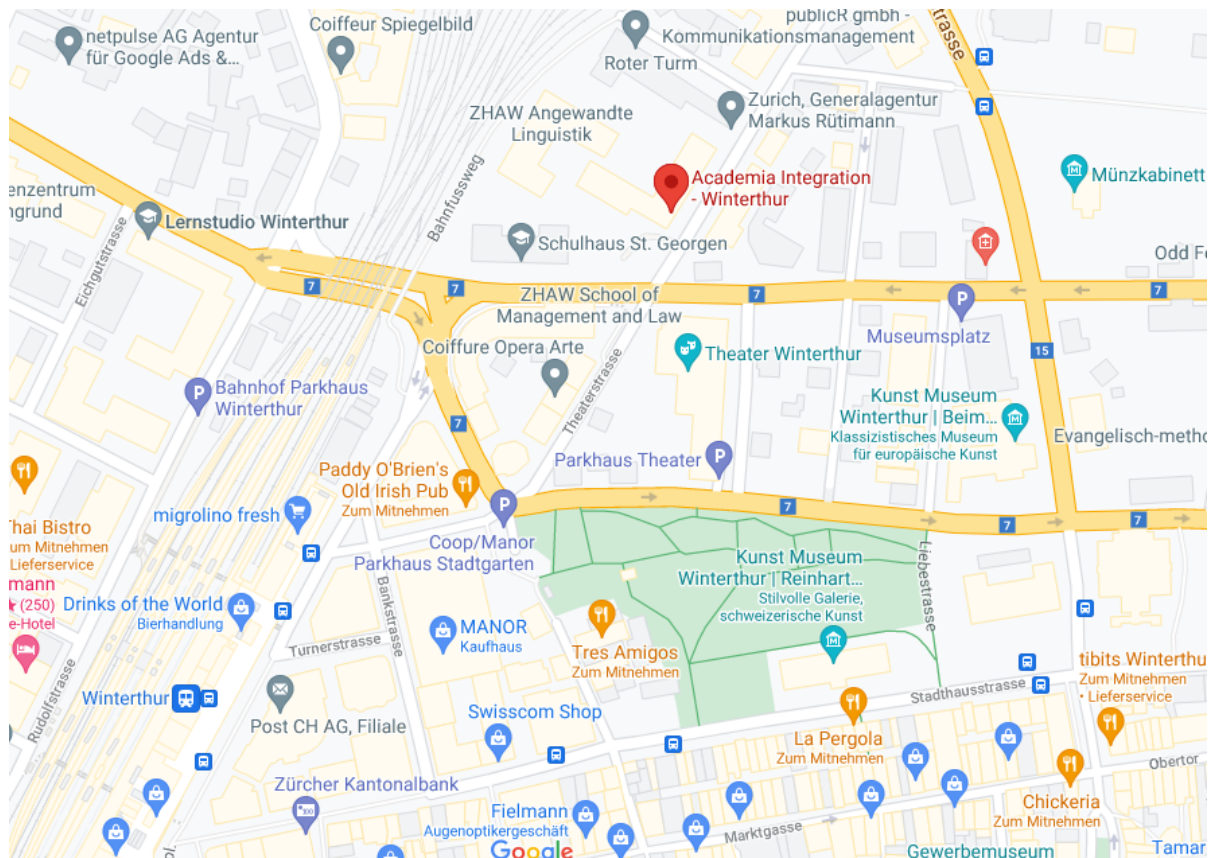 Coiffeur Spiegelbild
netpulse AG Agentur
für Google Ads &...
publicR gmbh -
Kommunikationsmanagement
strasse
Roter Turm
Zurich, Generalagentur
Markus Rütimann
ZHAW Angewandte
Linguistik
Bahnfussweg
Academia Integration
- Winterthur
Münzkabinett
enzentrum
ngrund
Lernstudio Winterthur
Eichgutstrasse
Schulhaus St. Georgen
Odd Fe
7
7
7
7
ZHAW School of
Management and Law
Museumsplatz
15
Coiffure Opera Arte
Theater Winterthur
Theaterstrasse
Bahnhof Parkhaus
Winterthur
Kunst Museum
Winterthur | Beim...
Klassizistisches Museum
für europäische Kunst
7
Evangelisch-metho
Parkhaus Theater
Paddy O'Brien's
Old Irish Pub
Zum Mitnehmen
migrolino fresh
Thai Bistro
Zum Mitnehmen
Lieferservice
7
7
7
Coop/Manor
Parkhaus Stadtgarten
Kunst Museum
Winterthur | Reinhart...
Stilvolle Galerie,
schweizerische Kunst
Liebestrasse
mann
(250)
e-Hotel
Drinks of the World
Bierhandlung
Bankstrasse
MANOR
Kaufhaus
Turnerstrasse
Tres Amigos
Zum Mitnehmen
tibits Winterthu
Zum Mitnehmen
• Lieferservice
Rudolfstrasse
Winterthur
Stadthausstrasse
Post CH AG, Filiale
Swisscom Shop
La Pergola
Zum Mitnehmen
Obertor
Zürcher Kantonalbank
Chickeria
Zum Mitnehmen
Fielmann
Augenoptikergeschäft
Marktgasse
Google
Gewerbemuseum
Tamar
ol.